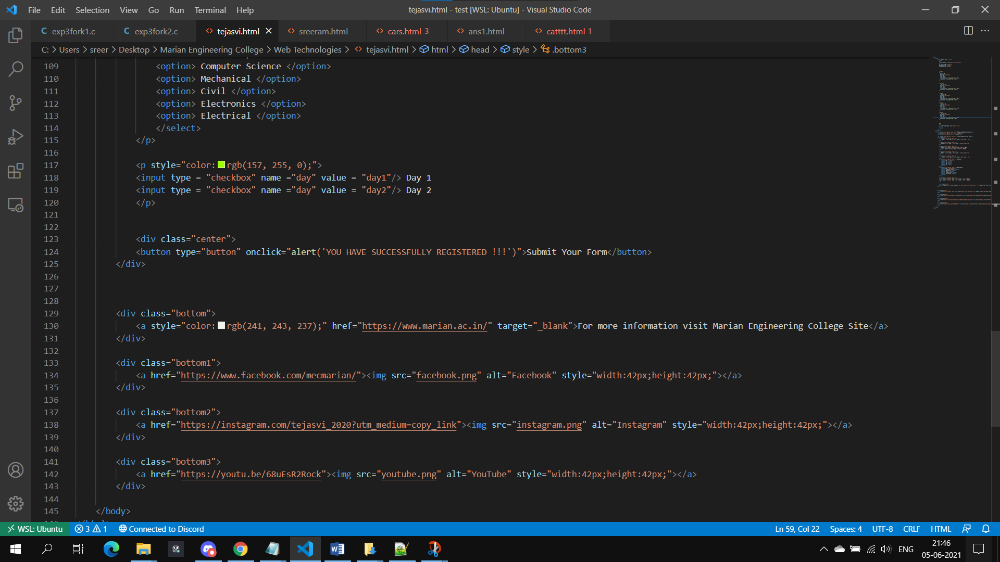 File Edit Selection View Go Run Terminal Help
tejasvi.html - test [WSL: Ubuntu] - Visual Studio Code
C exp3fork1.c C exp3fork2.c <> tejasvi.html <> sreeram.html <> cars.html 3 <> ans1.html <> catttt.html 1
C: > Users > sreer > Desktop > Marian Engineering College > Web Technologies > <> tejasvi.html > html > head > style > .bottom3
109 <option> Computer Science </option>
110 <option> Mechanical </option>
111 <option> Civil </option>
112 <option> Electronics </option>
113 <option> Electrical </option>
114 </select>
115 </p>
116
117 <p style="color: rgb(157, 255, 0);">
118 <input type = "checkbox" name ="day" value = "day1"/> Day 1
119 <input type = "checkbox" name ="day" value = "day2"/> Day 2
120 </p>
121
122
123 <div class="center">
124 <button type="button" onclick="alert('YOU HAVE SUCCESSFULLY REGISTERED !!!')">Submit Your Form</button>
125 </div>
126
127
128
129 <div class="bottom">
130 <a style="color: rgb(241, 243, 237);" href="https://www.marian.ac.in/" target="_blank">For more information visit Marian Engineering College Site</a>
131 </div>
132
133 <div class="bottom1">
134 <a href="https://www.facebook.com/mecmarian/"><img src="facebook.png" alt="Facebook" style="width:42px;height:42px;"></a>
135 </div>
136
137 <div class="bottom2">
138 <a href="https://instagram.com/tejasvi_2020?utm_medium=copy_link"><img src="instagram.png" alt="Instagram" style="width:42px;height:42px;"></a>
139 </div>
140
141 <div class="bottom3">
142 <a href="https://youtu.be/68uEsR2Rock"><img src="youtube.png" alt="YouTube" style="width:42px;height:42px;"></a>
143 </div>
144
145 </body>
WSL: Ubuntu 3 1 Connected to Discord
Ln 59, Col 22 Spaces: 4 UTF-8 CRLF HTML
ENG
21:46
05-06-2021